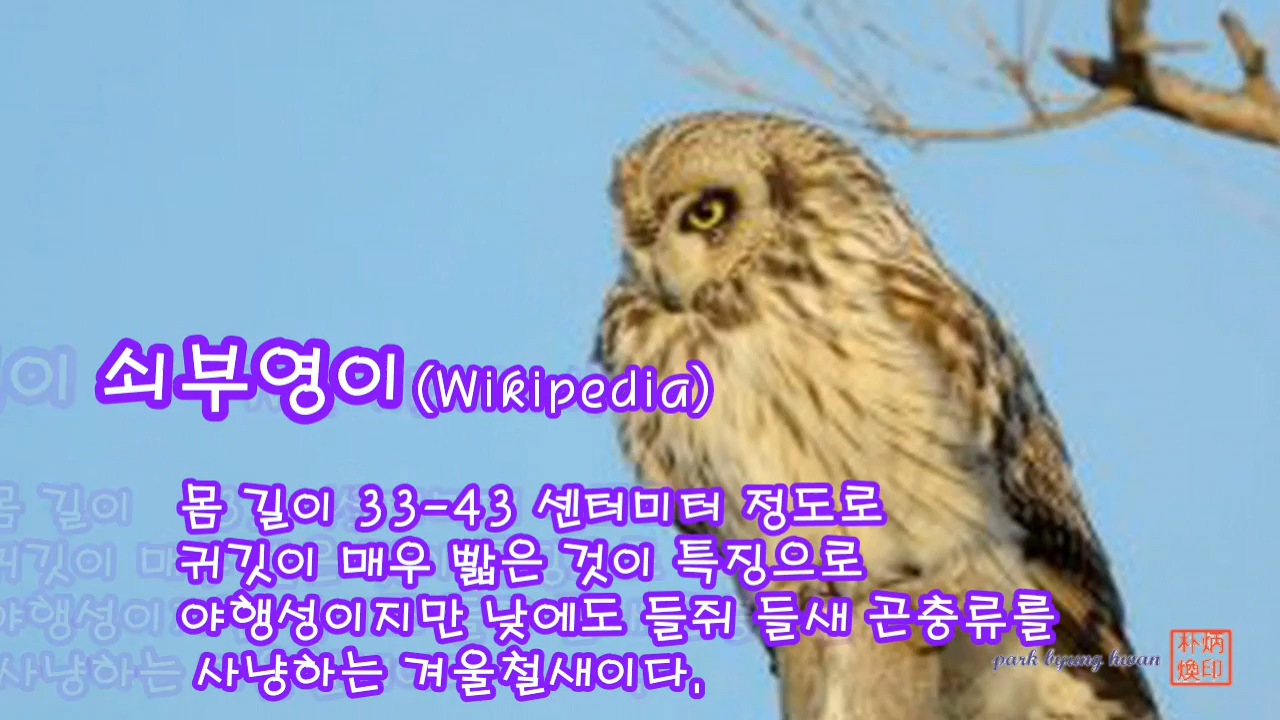 쇠부영이 (Wikipedia)
몸 길이 33-43 센터미터 정도로
귀깃이 매우 빫은 것이 특징으로
야행성이지만 낮에도 들쥐 들새 곤충류를
사냥하는 겨울철새이다.
park byung hwan
朴炳
煥印